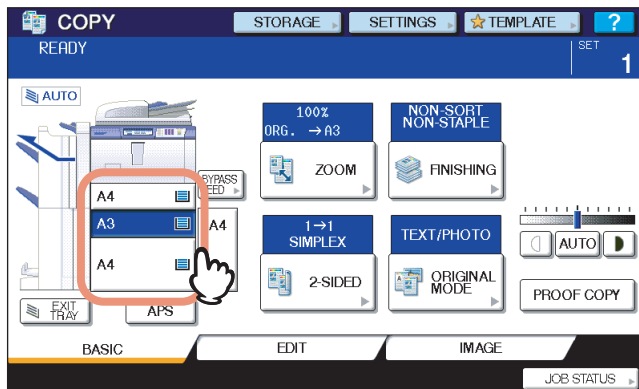 COPY
STORAGE
SETTINGS
TEMPLATE
?
READY
SET
1
AUTO
100%
ORG. → A3
ZOOM
NON-SORT
NON-STAPLE
FINISHING
BYPASS
FEED
A4
A3
A4
A4
1→1
SIMPLEX
2-SIDED
TEXT/PHOTO
ORIGINAL
MODE
AUTO
PROOF COPY
EXIT
TRAY
APS
BASIC
EDIT
IMAGE
JOB STATUS